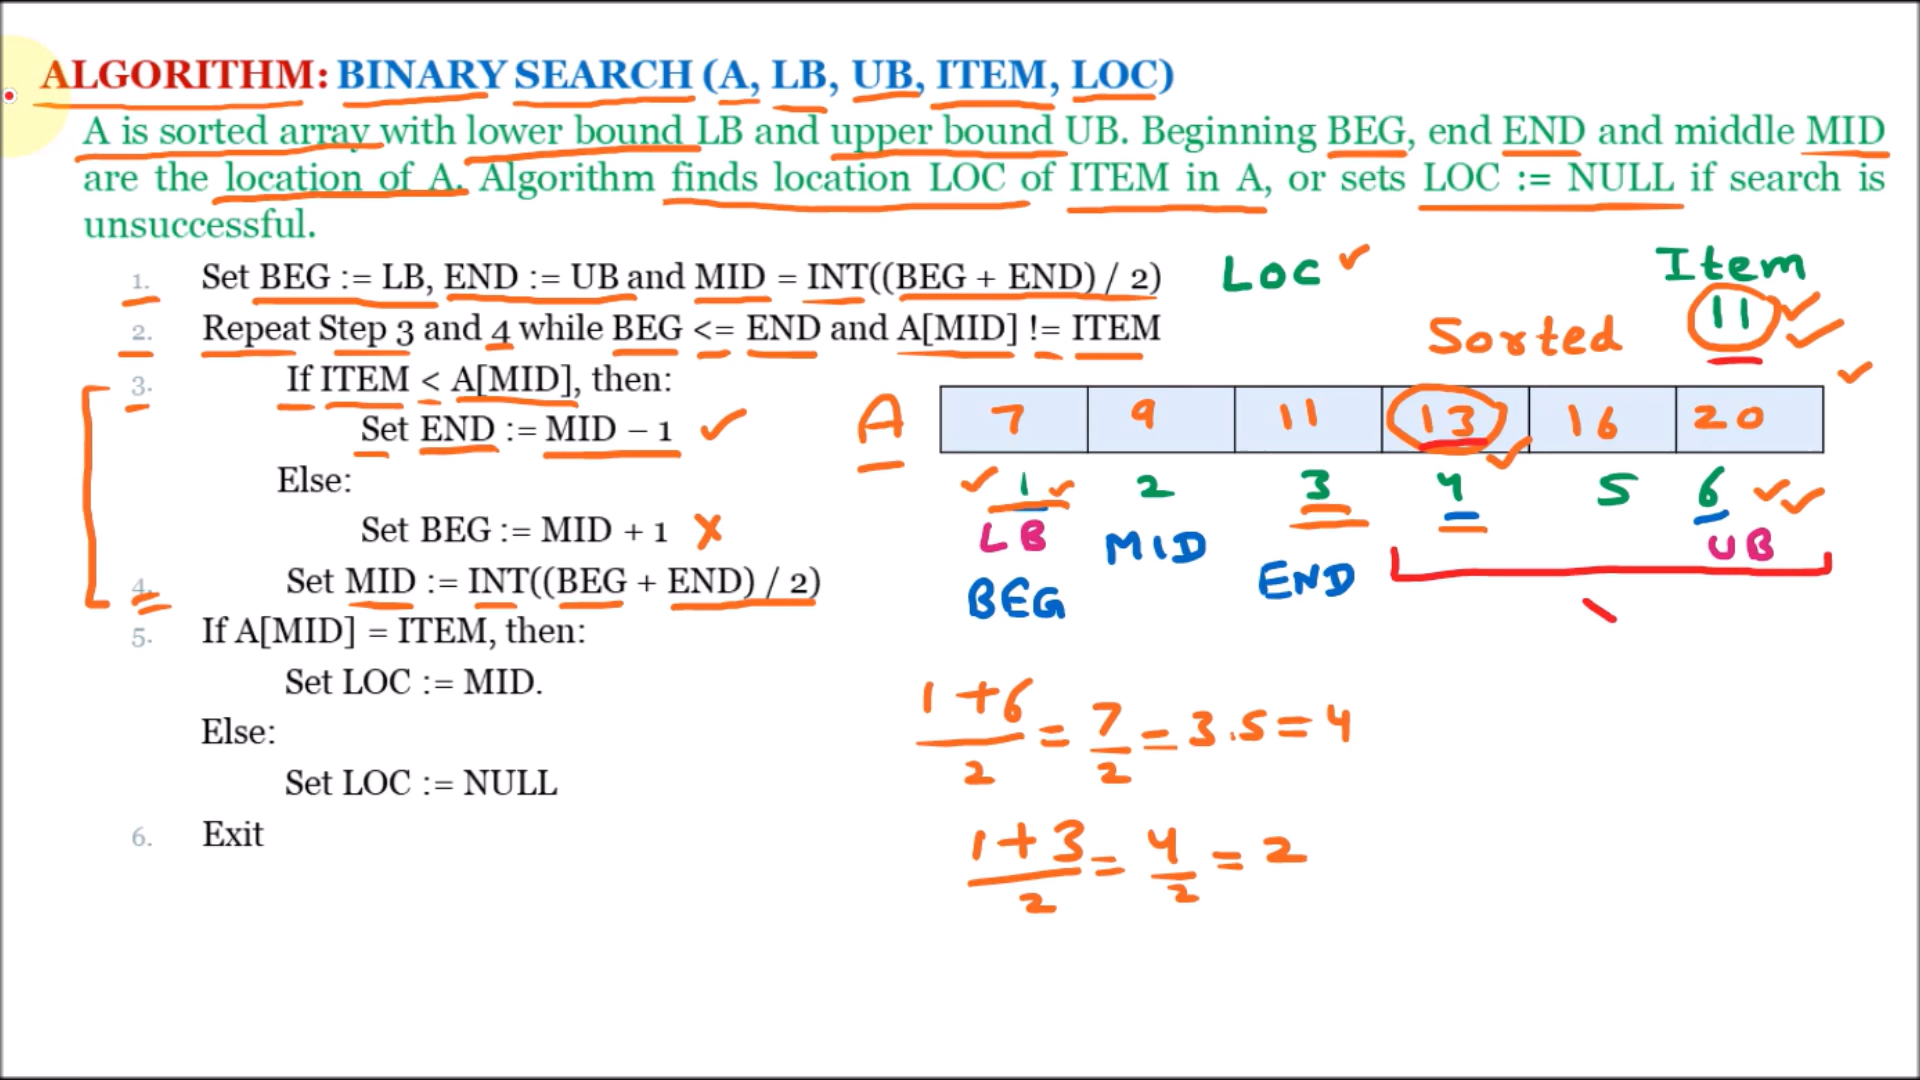 ALGORITHM: BINARY SEARCH (A, LB, UB, ITEM, LOC)
A is sorted array with lower bound LB and upper bound UB. Beginning BEG, end END and middle MID
are the location of A. Algorithm finds location LOC of ITEM in A, or sets LOC := NULL if search is
unsuccessful.
1. Set BEG := LB, END := UB and MID = INT((BEG + END) / 2)
2. Repeat Step 3 and 4 while BEG <= END and A[MID] != ITEM
3. If ITEM < A[MID], then:
Set END := MID – 1
Else:
Set BEG := MID + 1
4. Set MID := INT((BEG + END) / 2)
5. If A[MID] = ITEM, then:
Set LOC := MID.
Else:
Set LOC := NULL
6. Exit
LOC
Item
11
Sorted
A
7 9 11 13 16 20
1 2 3 4 5 6
LB MID END UB
BEG
1+6/2 = 7/2 = 3.5 = 4
1+3/2 = 4/2 = 2